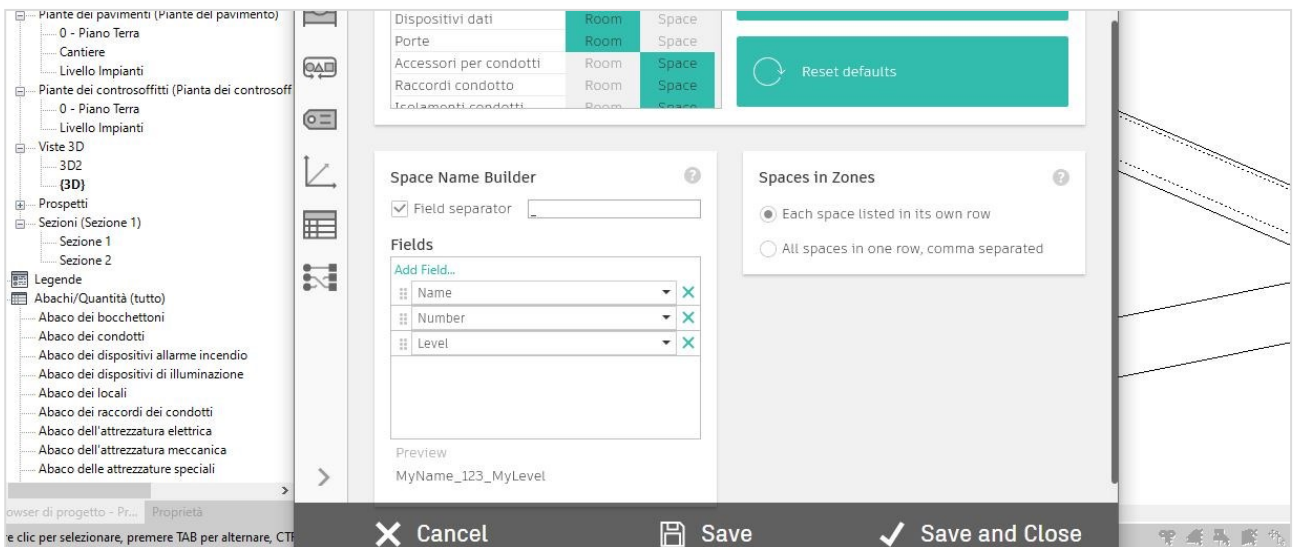 Piante dei pavimenti (Piante del pavimento)
0 - Piano Terra
Cantiere
Livello Impianti
Piante dei controsoffitti (Pianta dei controsoff
0 - Piano Terra
Livello Impianti
Viste 3D
3D2
{3D}
Prospetti
Sezioni (Sezione 1)
Sezione 1
Sezione 2
Legende
Abachi/Quantità (tutto)
Abaco dei bocchettoni
Abaco dei condotti
Abaco dei dispositivi allarme incendio
Abaco dei dispositivi di illuminazione
Abaco dei locali
Abaco dei raccordi dei condotti
Abaco dell'attrezzatura elettrica
Abaco dell'attrezzatura meccanica
Abaco delle attrezzature speciali
owser di progetto - Pr... Proprietà
e clic per selezionare, premere TAB per alternare, CTR
Dispositivi dati Room Space
Porte Room Space
Accessori per condotti Room Space
Raccordi condotto Room Space
Isolamenti condotti Room Space
Reset defaults
Space Name Builder
Field separator _
Fields
Add Field...
Name
Number
Level
Preview
MyName_123_MyLevel
Spaces in Zones
Each space listed in its own row
All spaces in one row, comma separated
Cancel Save Save and Close